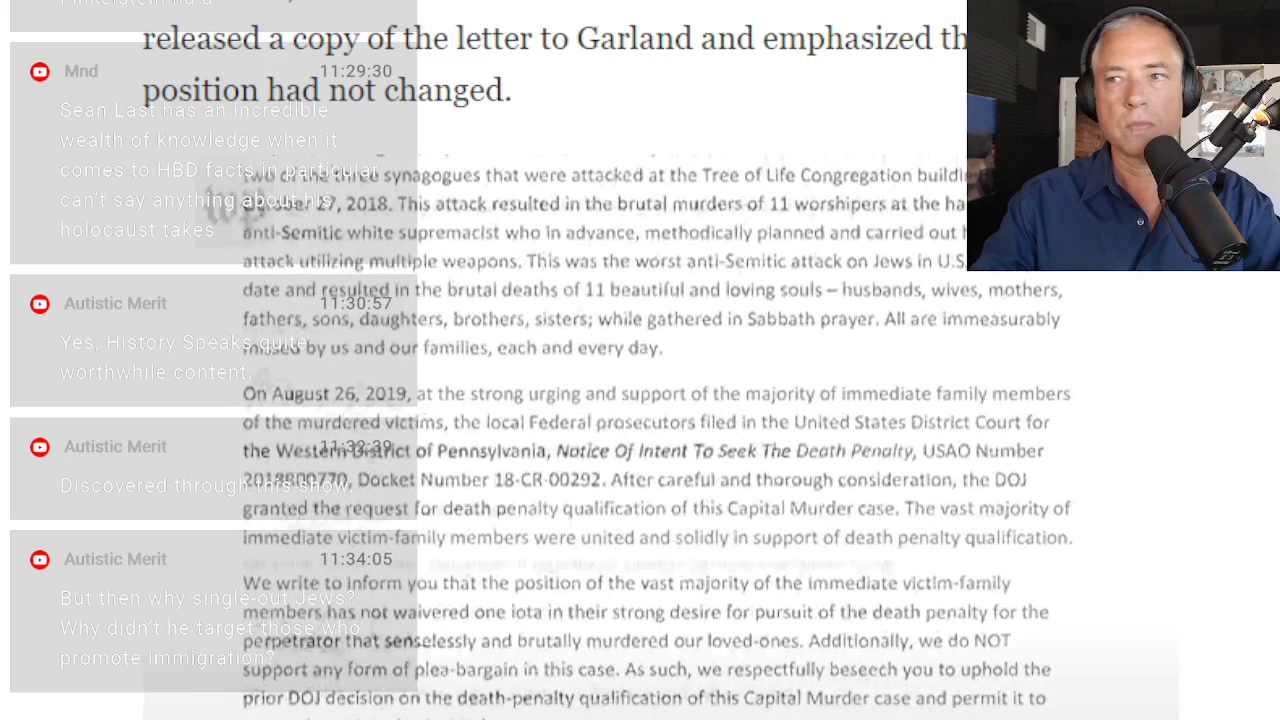 released a copy of the letter to Garland and emphasized th
position had not changed.
Mnd 11:29:30
Sean Last has an incredible
wealth of knowledge when it
comes to HBD facts in particular
can't say anything about his
holocaust takes
Autistic Merit 11:30:57
Yes, History Speaks quite
worthwhile content.
Autistic Merit 11:32:39
Discovered through this show.
Autistic Merit 11:34:05
But then why single-out Jews?
Why didn't he target those who
promote immigration?
two of the three synagogues that were attacked at the Tree of Life Congregation buildi
27, 2018. This attack resulted in the brutal murders of 11 worshipers at the ha
anti-Semitic white supremacist who in advance, methodically planned and carried out
attack utilizing multiple weapons. This was the worst anti-Semitic attack on Jews in U.S.
date and resulted in the brutal deaths of 11 beautiful and loving souls – husbands, wives, mothers,
fathers, sons, daughters, brothers, sisters; while gathered in Sabbath prayer. All are immeasurably
missed by us and our families, each and every day.
On August 26, 2019, at the strong urging and support of the majority of immediate family members
of the murdered victims, the local Federal prosecutors filed in the United States District Court for
the Western District of Pennsylvania, Notice Of Intent To Seek The Death Penalty, USAO Number
2018R00770, Docket Number 18-CR-00292. After careful and thorough consideration, the DOJ
granted the request for death penalty qualification of this Capital Murder case. The vast majority of
immediate victim-family members were united and solidly in support of death penalty qualification.
We write to inform you that the position of the vast majority of the immediate victim-family
members has not waivered one iota in their strong desire for pursuit of the death penalty for the
perpetrator that senselessly and brutally murdered our loved-ones. Additionally, we do NOT
support any form of plea-bargain in this case. As such, we respectfully beseech you to uphold the
prior DOJ decision on the death-penalty qualification of this Capital Murder case and permit it to